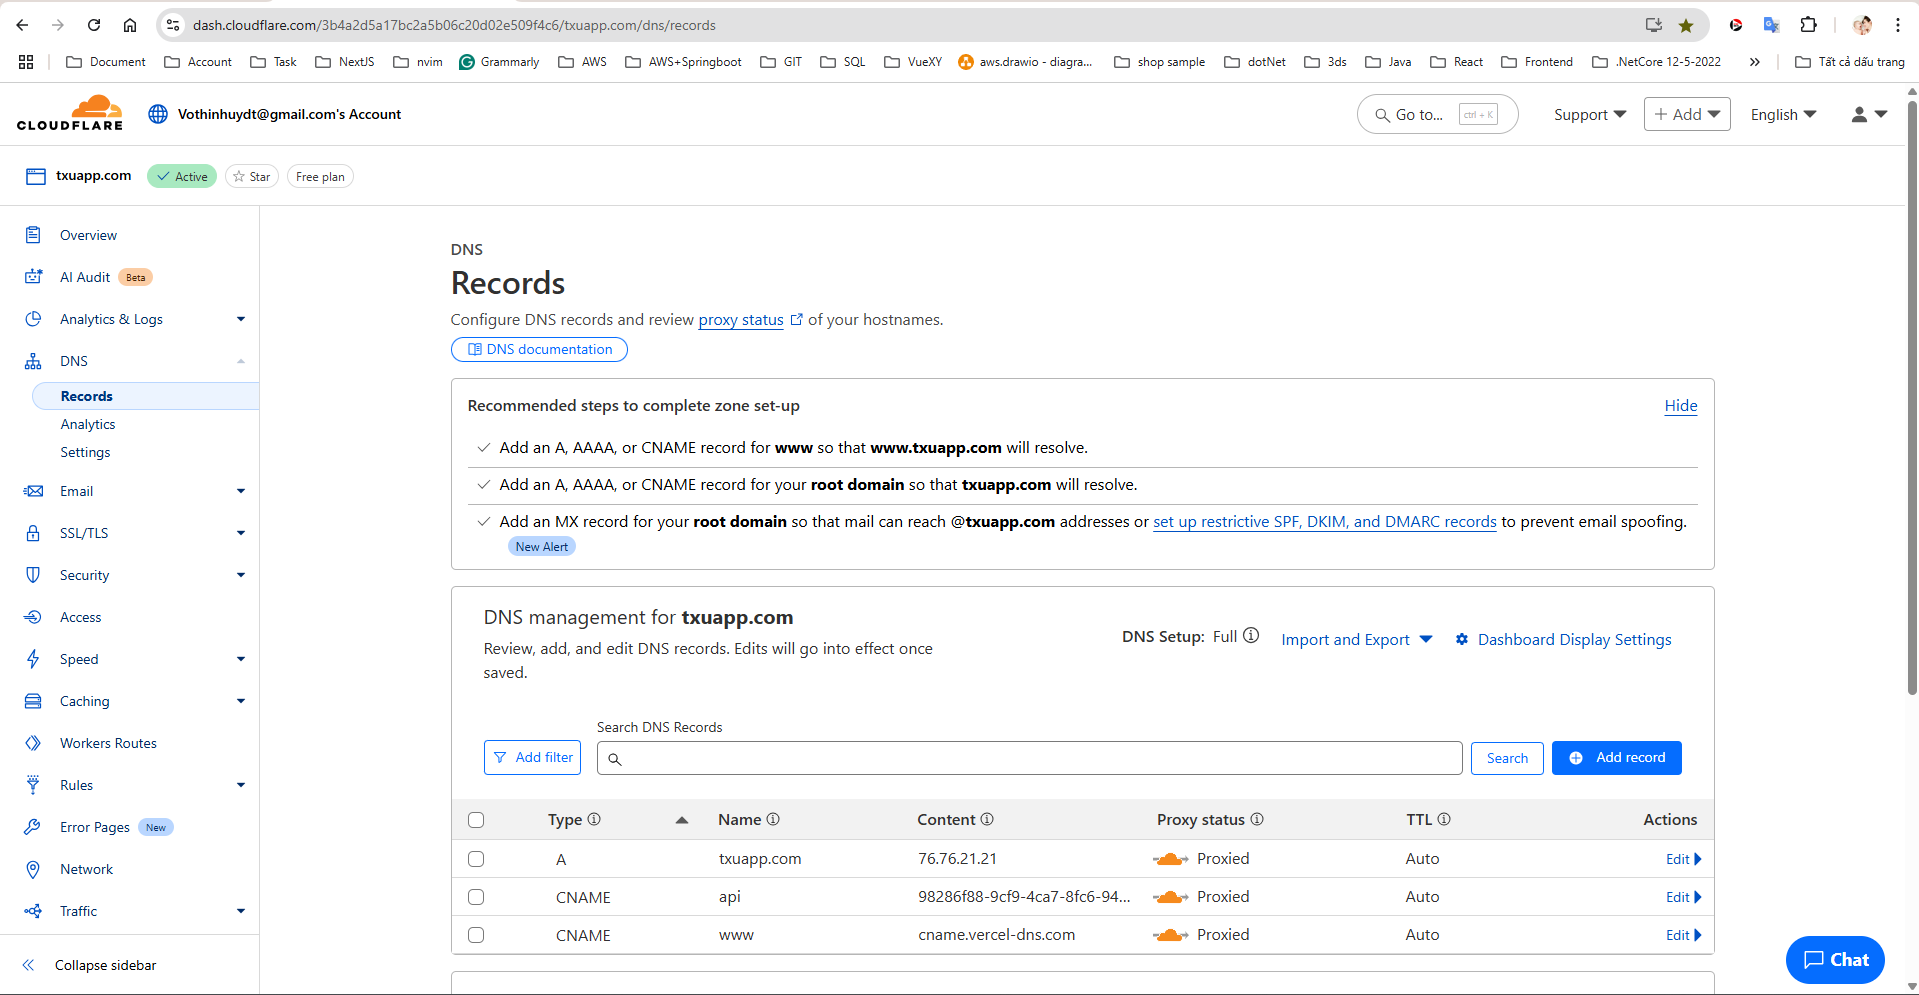 dash.cloudflare.com/3b4a2d5a17bc2a5b06c20d02e509f4c6/txuapp.com/dns/records
Document Account Task NextJS nvim Grammarly AWS AWS+Springboot GIT SQL VueXY aws.drawio - diagra... shop sample dotNet 3ds Java React Frontend .NetCore 12-5-2022 » Tất cả dấu trang
CLOUDFLARE Vothinhuydt@gmail.com's Account Go to... ctrl + K Support + Add English
txuapp.com Active Star Free plan
Overview
AI Audit Beta
Analytics & Logs
DNS
Records
Analytics
Settings
Email
SSL/TLS
Security
Access
Speed
Caching
Workers Routes
Rules
Error Pages New
Network
Traffic
Collapse sidebar
DNS
Records
Configure DNS records and review proxy status of your hostnames.
DNS documentation
Recommended steps to complete zone set-up Hide
Add an A, AAAA, or CNAME record for www so that www.txuapp.com will resolve.
Add an A, AAAA, or CNAME record for your root domain so that txuapp.com will resolve.
Add an MX record for your root domain so that mail can reach @txuapp.com addresses or set up restrictive SPF, DKIM, and DMARC records to prevent email spoofing.
New Alert
DNS management for txuapp.com
Review, add, and edit DNS records. Edits will go into effect once
saved.
DNS Setup: Full Import and Export Dashboard Display Settings
Search DNS Records
Add filter Search Add record
Type Name Content Proxy status TTL Actions
A txuapp.com 76.76.21.21 Proxied Auto Edit
CNAME api 98286f88-9cf9-4ca7-8fc6-94... Proxied Auto Edit
CNAME www cname.vercel-dns.com Proxied Auto Edit
Chat